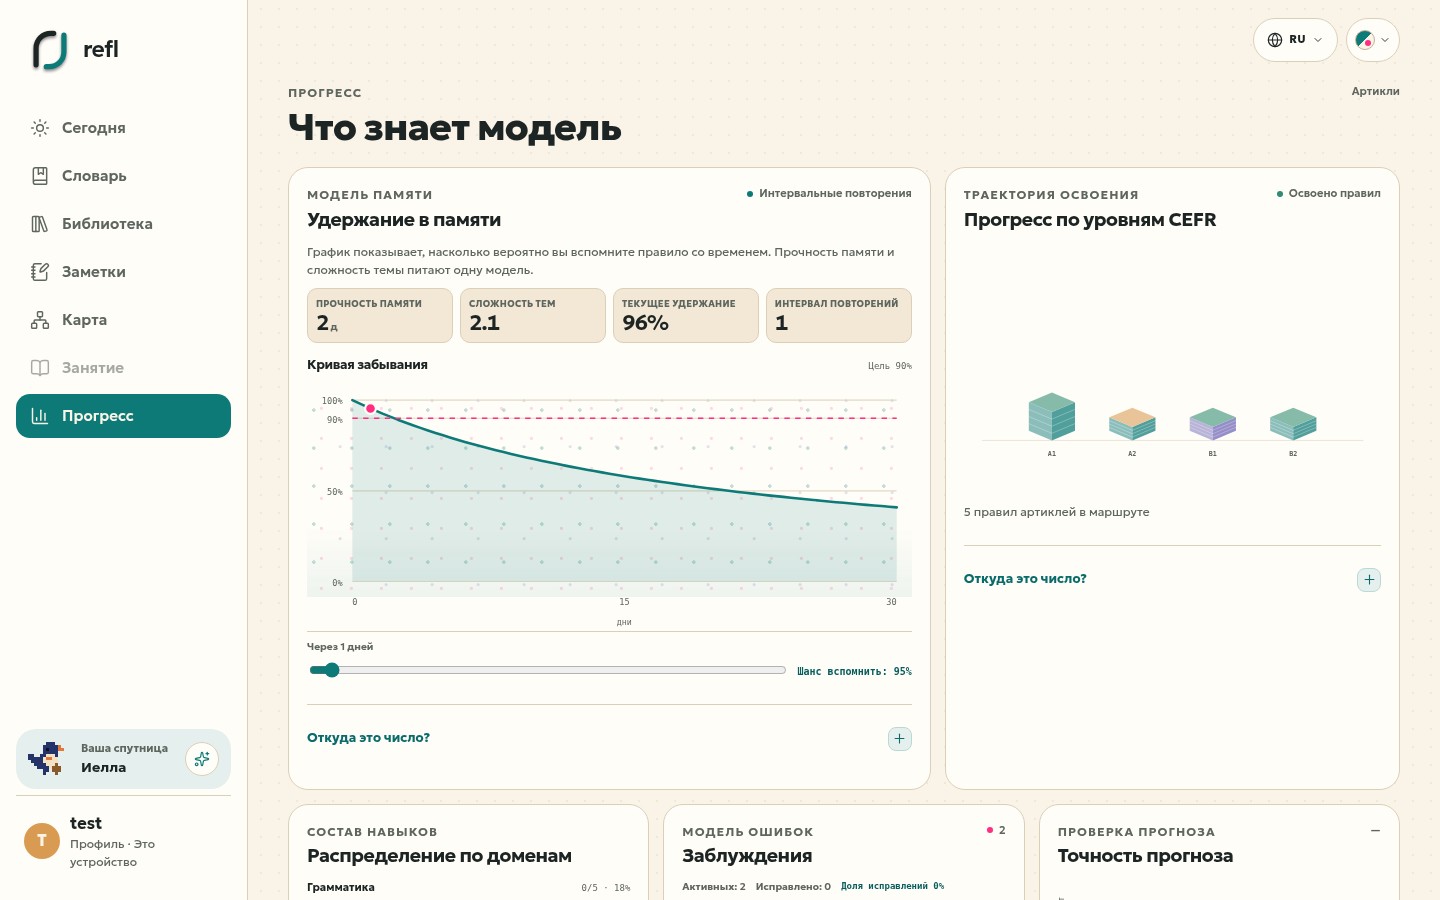 refl
RU
Сегодня
Словарь
Библиотека
Заметки
Карта
Занятие
Прогресс
Ваша спутница
Иелла
T
test
Профиль · Это
устройство
ПРОГРЕСС
Артикли
Что знает модель
МОДЕЛЬ ПАМЯТИ
Интервальные повторения
Удержание в памяти
График показывает, насколько вероятно вы вспомните правило со временем. Прочность памяти и
сложность темы питают одну модель.
ПРОЧНОСТЬ ПАМЯТИ
2 д
СЛОЖНОСТЬ ТЕМ
2.1
ТЕКУЩЕЕ УДЕРЖАНИЕ
96%
ИНТЕРВАЛ ПОВТОРЕНИЙ
1
Кривая забывания
Цель 90%
100%
90%
50%
0%
0
15
30
дни
Через 1 дней
Шанс вспомнить: 95%
Откуда это число?
ТРАЕКТОРИЯ ОСВОЕНИЯ
Освоено правил
Прогресс по уровням CEFR
A1
A2
B1
B2
5 правил артиклей в маршруте
Откуда это число?
СОСТАВ НАВЫКОВ
Распределение по доменам
Грамматика
0/5 · 18%
МОДЕЛЬ ОШИБОК
2
Заблуждения
Активных: 2 Исправлено: 0 Доля исправлений 0%
ПРОВЕРКА ПРОГНОЗА
—
Точность прогноза